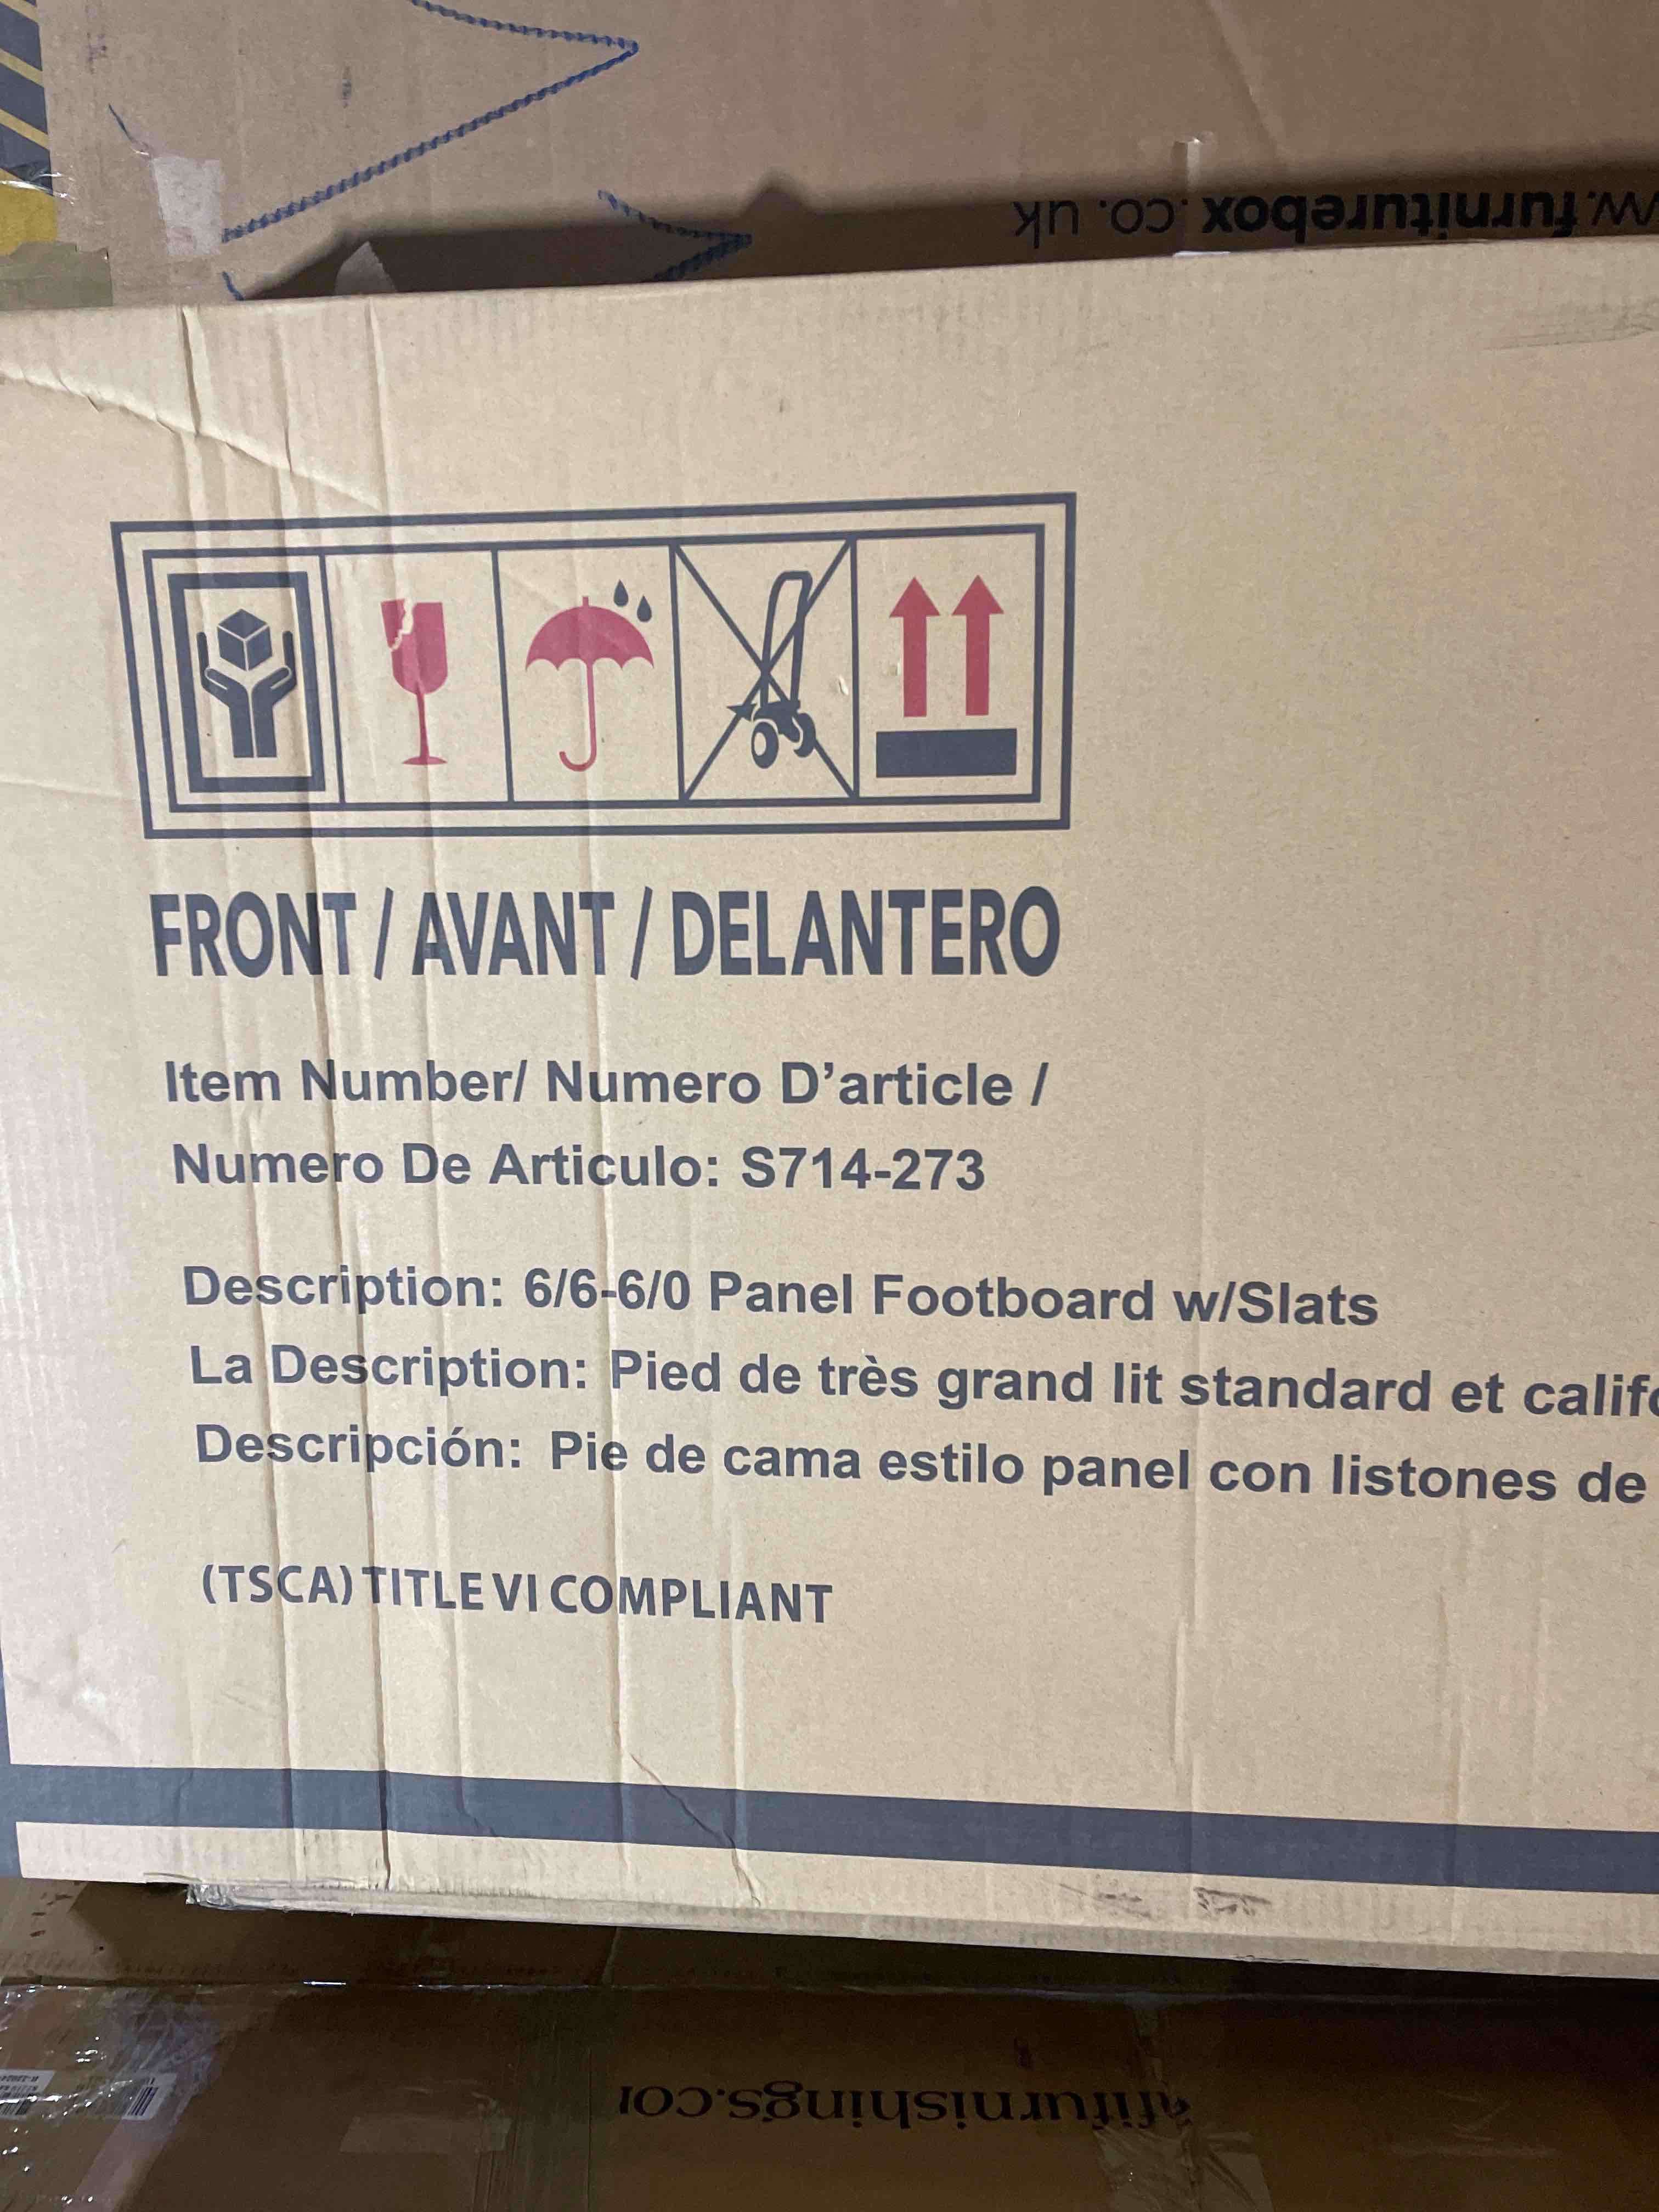 w.furniturebox.co.uk
FRONT / AVANT / DELANTERO
Item Number/ Numero D’article /
Numero De Articulo: S714-273
Description: 6/6-6/0 Panel Footboard w/Slats
La Description: Pied de très grand lit standard et califo
Descripción: Pie de cama estilo panel con listones de
(TSCA) TITLE VI COMPLIANT
afifurnishings.co